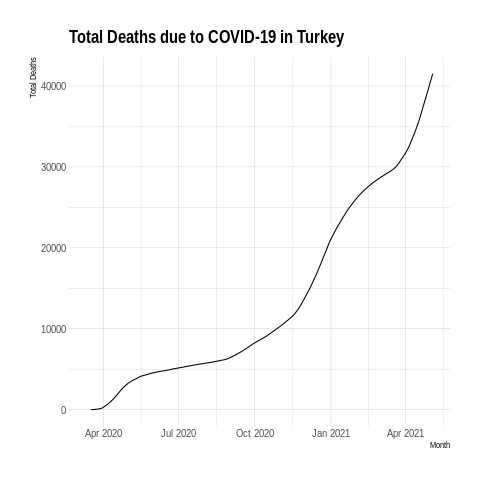 Total Deaths due to COVID-19 in Turkey
Total Deaths
40000
30000
20000
10000
0
Apr 2020 Jul 2020 Oct 2020 Jan 2021 Apr 2021
Month